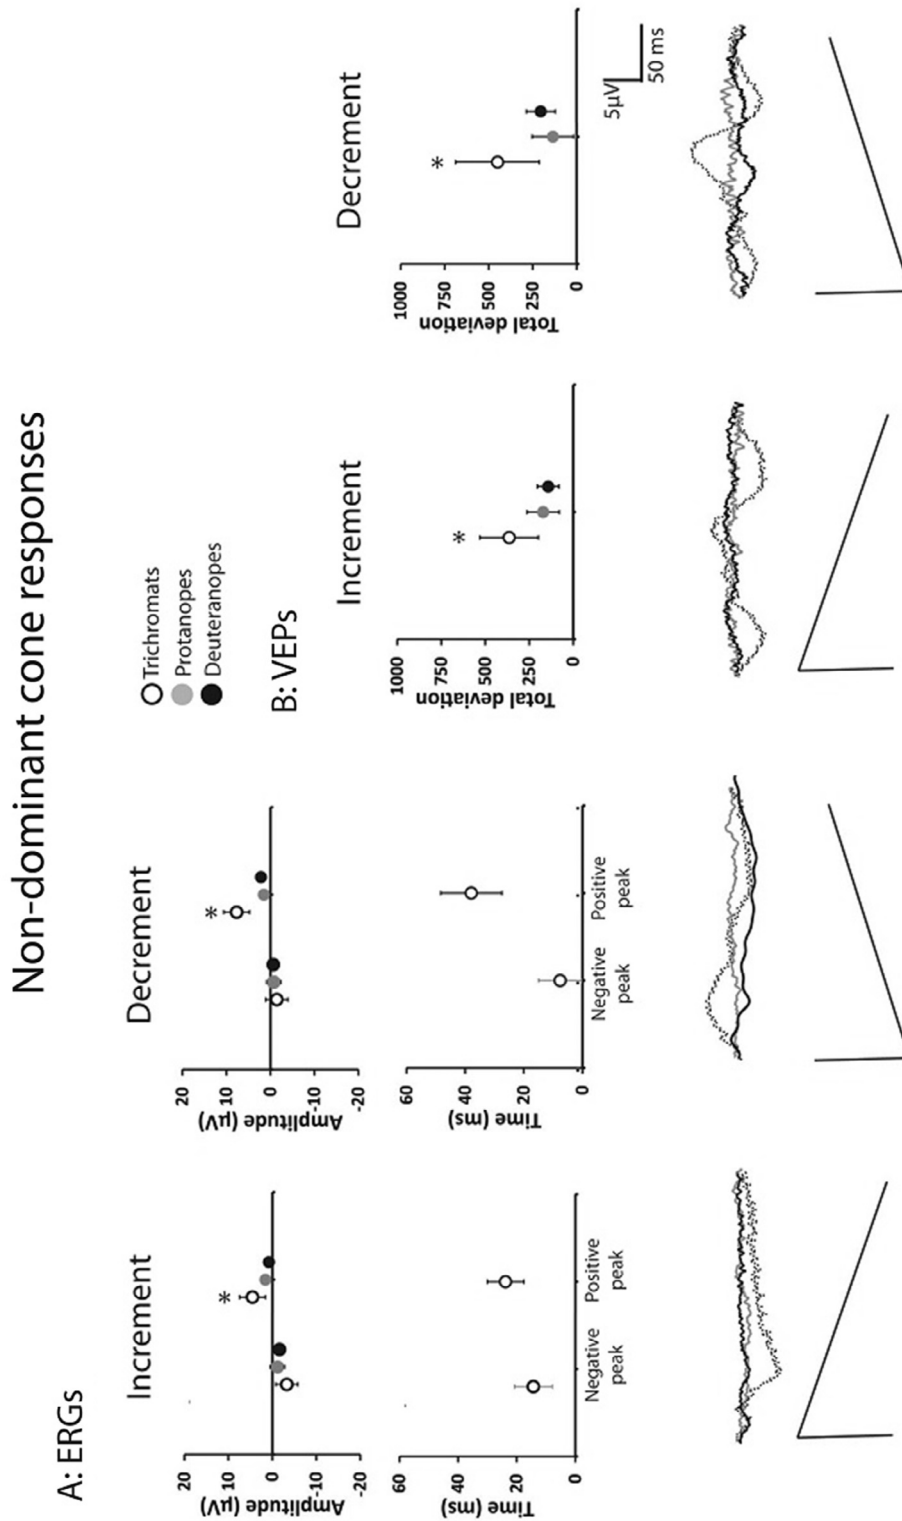 Non-dominant cone responses
A: ERGs
Increment
Decrement
Trichromats
Protanopes
Deuteranopes
20
10
0
-10
-20
Amplitude (µV)
*
20
10
0
-10
-20
Amplitude (µV)
*
60
40
20
0
Time (ms)
Negative
peak
Positive
peak
60
40
20
0
Time (ms)
Negative
peak
Positive
peak
B: VEPs
Increment
Decrement
1000
750
500
250
0
Total deviation
*
1000
750
500
250
0
Total deviation
*
5µV
50 ms